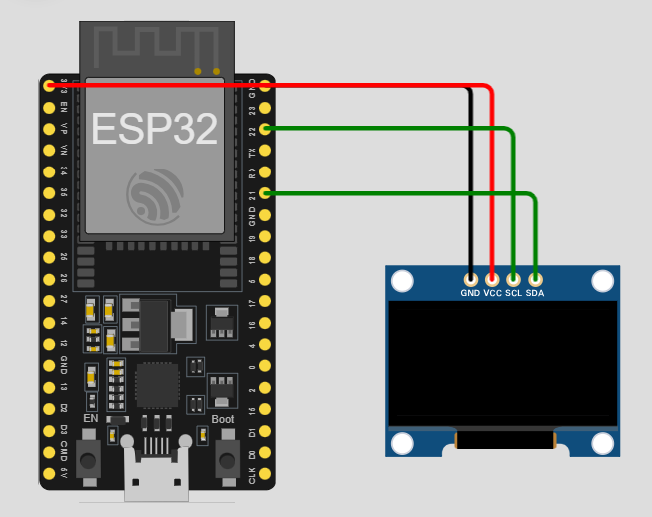 3V3
EN
VP
VN
34
35
32
33
25
26
27
14
12
GND
13
D2
D3
CMD
5V
ESP32
EN
Boot
GND
23
22
TX
RX
21
GND
19
18
5
17
16
4
0
2
15
D1
D0
CLK
GND VCC SCL SDA